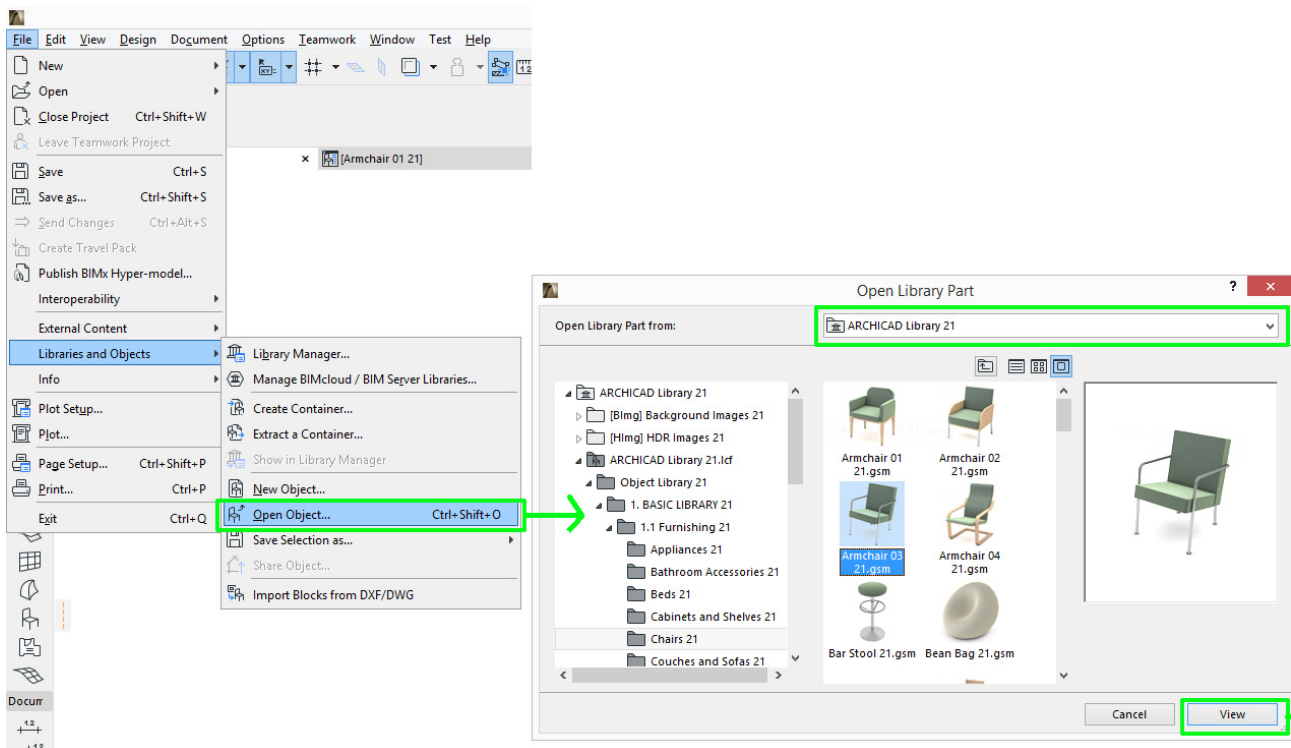 File Edit View Design Document Options Teamwork Window Test Help
New
Open
Close Project Ctrl+Shift+W
Leave Teamwork Project
Save Ctrl+S
Save as... Ctrl+Shift+S
Send Changes Ctrl+Alt+S
Create Travel Pack
Publish BIMx Hyper-model...
Interoperability
External Content
Libraries and Objects
Info
Plot Setup...
Plot...
Page Setup... Ctrl+Shift+P
Print... Ctrl+P
Exit Ctrl+Q
[Armchair 01 21]
Library Manager...
Manage BIMcloud / BIM Server Libraries...
Create Container...
Extract a Container...
Show in Library Manager
New Object...
Open Object... Ctrl+Shift+O
Save Selection as...
Share Object...
Import Blocks from DXF/DWG
Docum
1.2
Open Library Part
?
Open Library Part from:
ARCHICAD Library 21
ARCHICAD Library 21
[BImg] Background Images 21
[HImg] HDR Images 21
ARCHICAD Library 21.lcf
Object Library 21
1. BASIC LIBRARY 21
1.1 Furnishing 21
Appliances 21
Bathroom Accessories 21
Beds 21
Cabinets and Shelves 21
Chairs 21
Couches and Sofas 21
Armchair 01
21.gsm
Armchair 02
21.gsm
Armchair 03
21.gsm
Armchair 04
21.gsm
Bar Stool 21.gsm
Bean Bag 21.gsm
Cancel
View